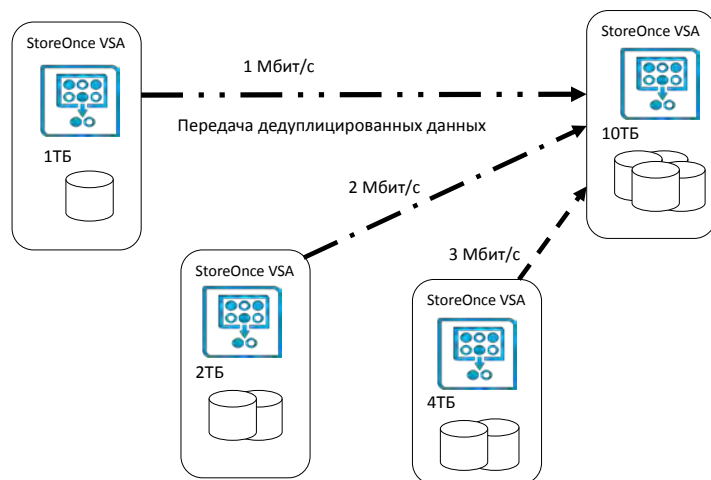 StoreOnce VSA
1ТБ
1 Мбит/с
Передача дедуплицированных данных
StoreOnce VSA
10ТБ
2 Мбит/с
3 Мбит/с
StoreOnce VSA
2ТБ
StoreOnce VSA
4ТБ